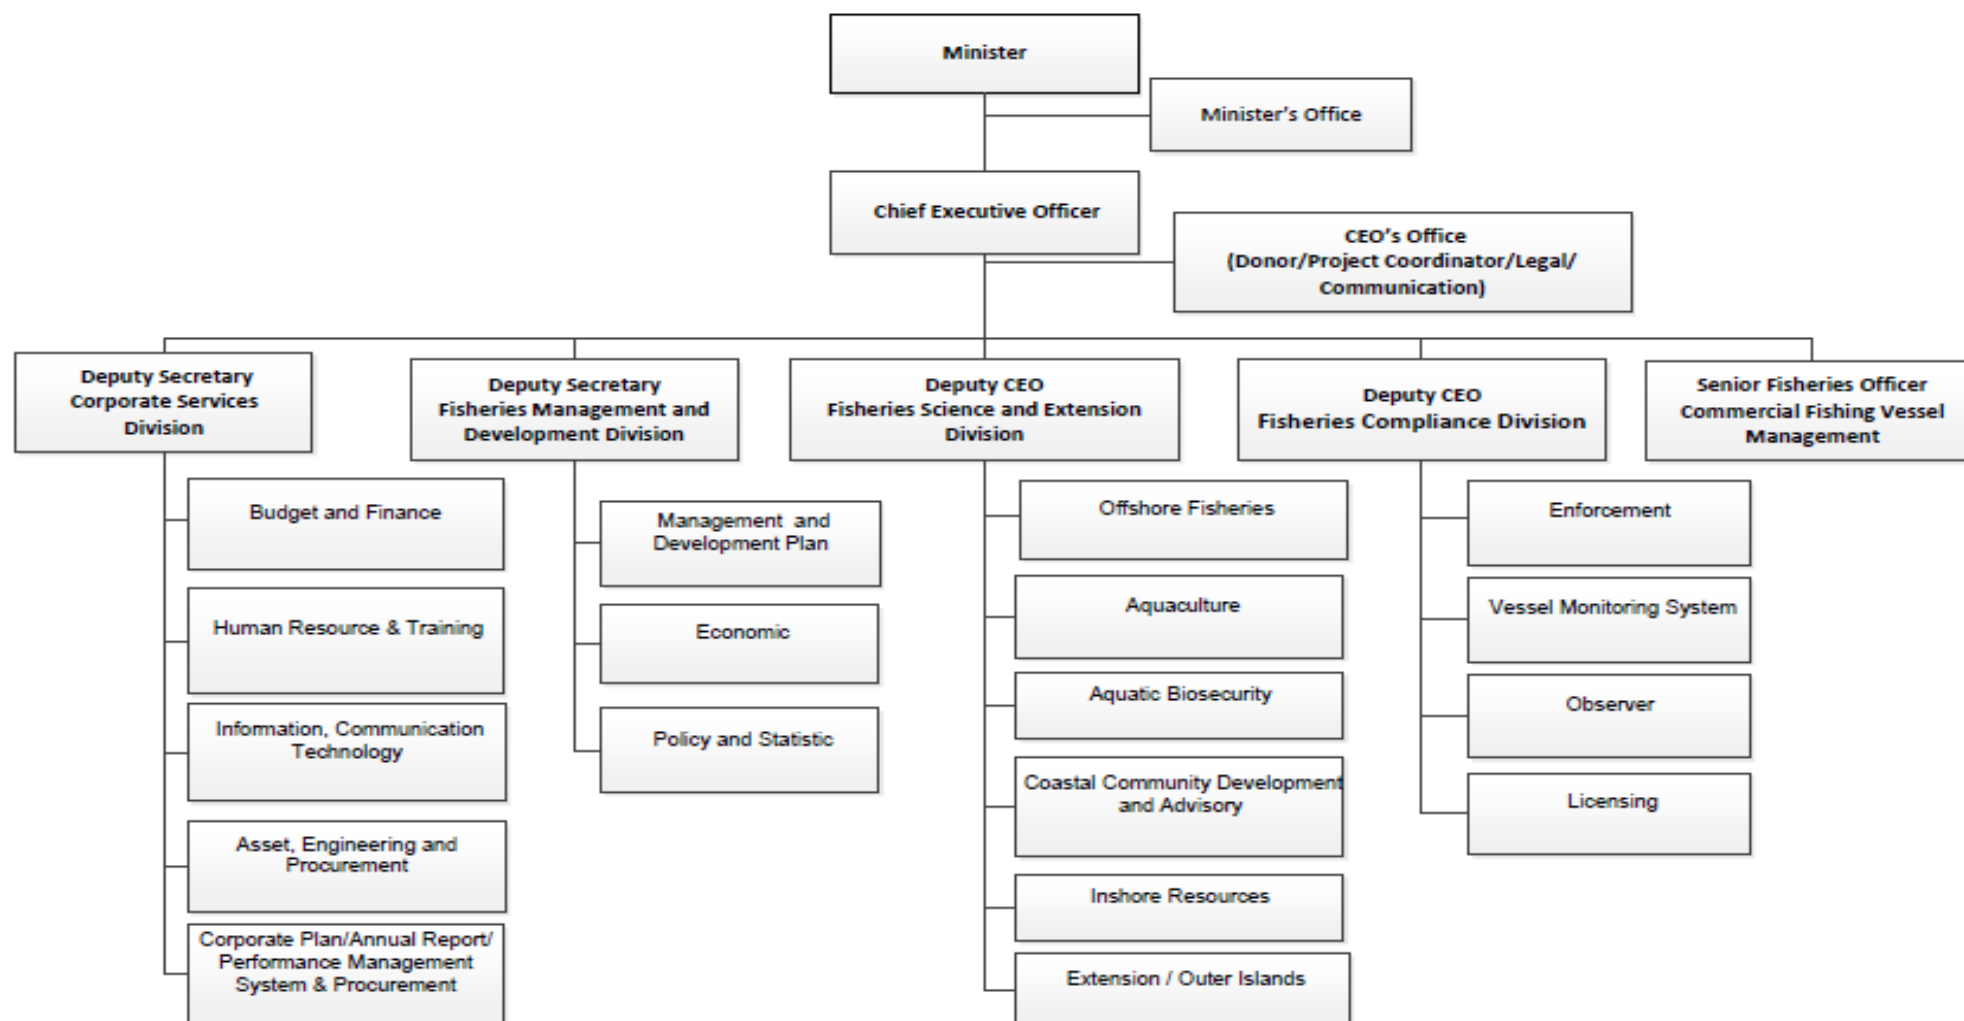 Minister
Minister's Office
Chief Executive Officer
CEO's Office
(Donor/Project Coordinator/Legal/
Communication)
Deputy Secretary
Corporate Services
Division
Deputy Secretary
Fisheries Management and
Development Division
Deputy CEO
Fisheries Science and Extension
Division
Deputy CEO
Fisheries Compliance Division
Senior Fisheries Officer
Commercial Fishing Vessel
Management
Budget and Finance
Human Resource & Training
Information, Communication
Technology
Asset, Engineering and
Procurement
Corporate Plan/Annual Report/
Performance Management
System & Procurement
Management and
Development Plan
Economic
Policy and Statistic
Offshore Fisheries
Aquaculture
Aquatic Biosecurity
Coastal Community Development
and Advisory
Inshore Resources
Extension / Outer Islands
Enforcement
Vessel Monitoring System
Observer
Licensing